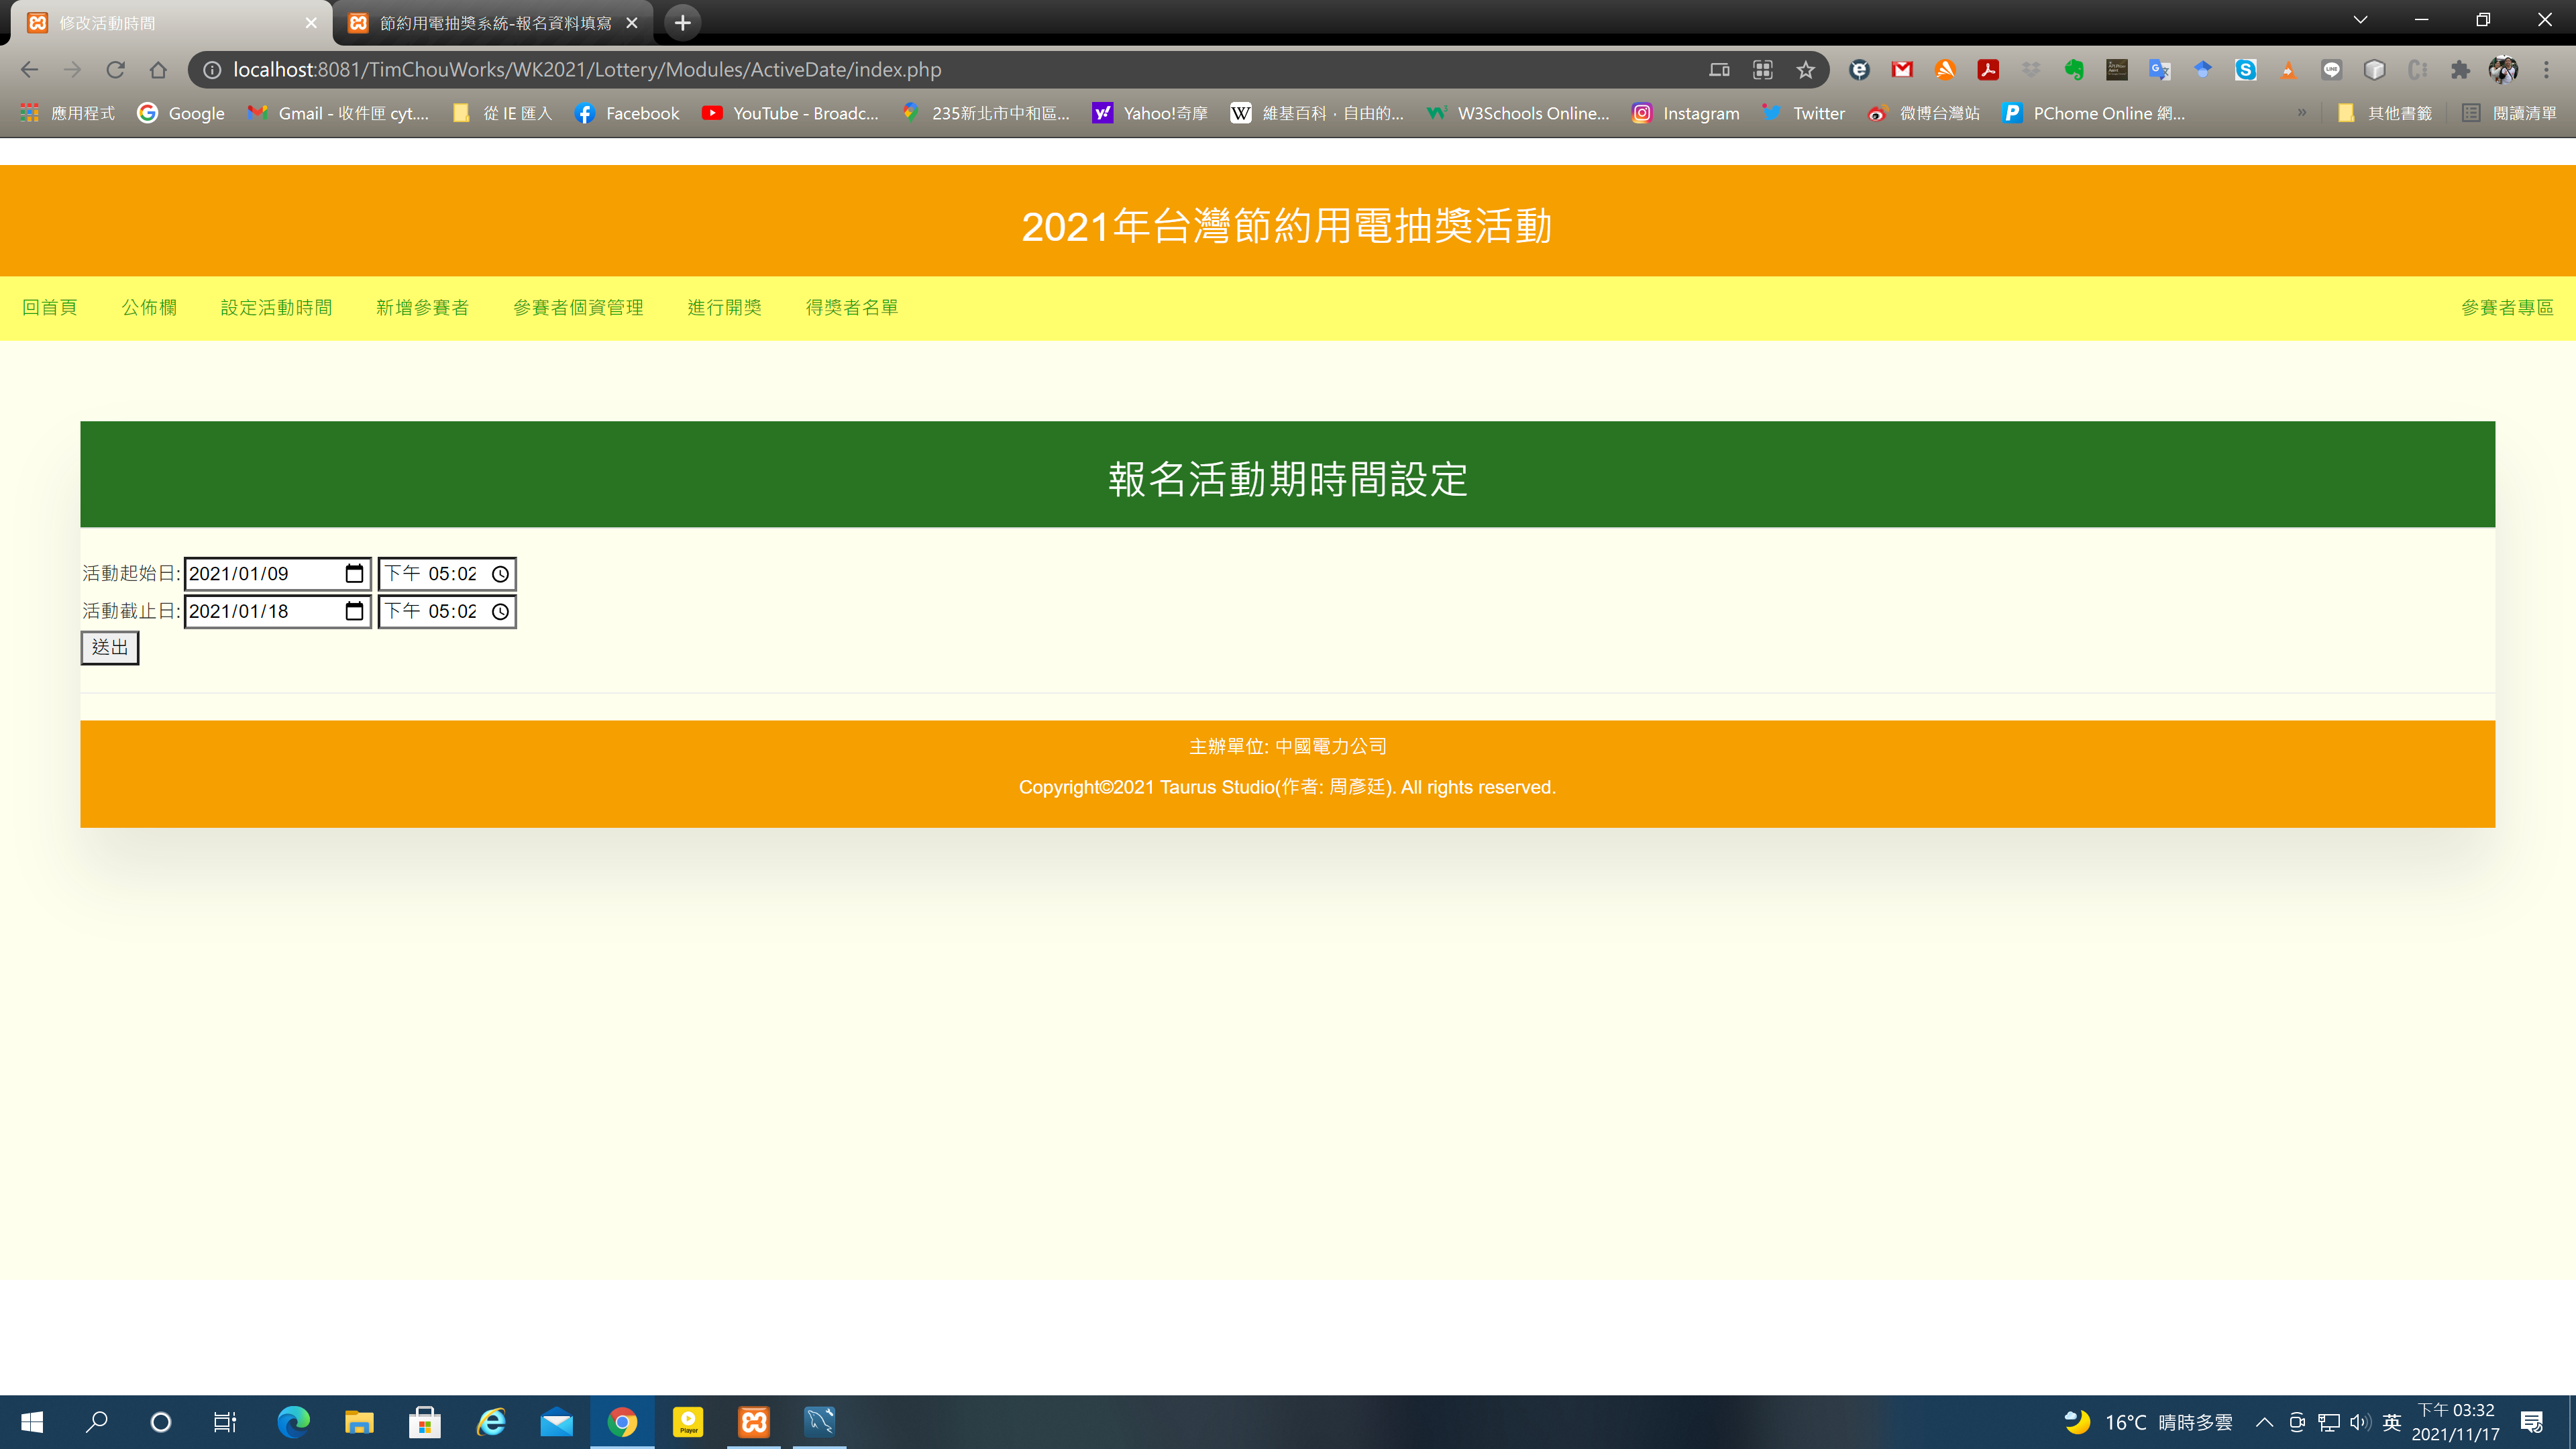 修改活動時間
節約用電抽獎系統-報名資料填寫
localhost:8081/TimChouWorks/WK2021/Lottery/Modules/ActiveDate/index.php
應用程式 Google Gmail - 收件匣 cyt.... 從 IE 匯入 Facebook YouTube - Broadc... 235新北市中和區... Yahoo!奇摩 維基百科，自由的... W3Schools Online... Instagram Twitter 微博台灣站 PChome Online 網... » 其他書籤 閱讀清單
2021年台灣節約用電抽獎活動
回首頁 公佈欄 設定活動時間 新增參賽者 參賽者個資管理 進行開獎 得獎者名單 參賽者專區
報名活動期時間設定
活動起始日: 2021/01/09 下午 05:02
活動截止日: 2021/01/18 下午 05:02
送出
主辦單位: 中國電力公司
Copyright©2021 Taurus Studio(作者: 周彥廷). All rights reserved.
Player
16°C 晴時多雲 英 下午 03:32
2021/11/17